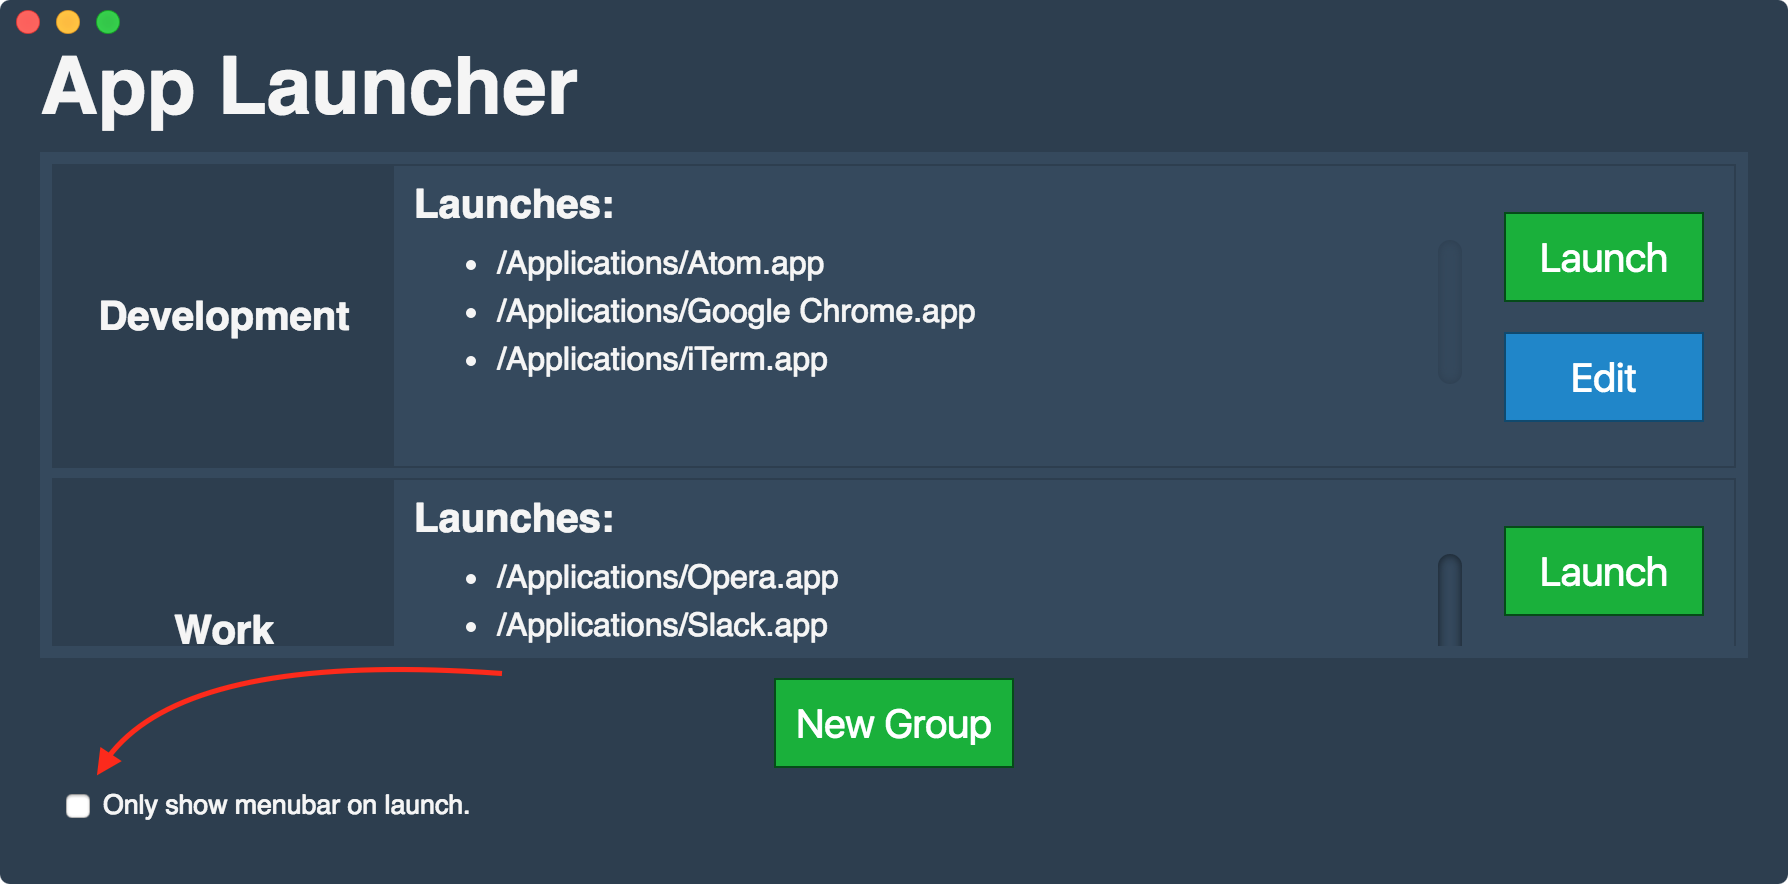 App Launcher
Development
Launches:
/Applications/Atom.app
/Applications/Google Chrome.app
/Applications/iTerm.app
Launch
Edit
Work
Launches:
/Applications/Opera.app
/Applications/Slack.app
Launch
New Group
Only show menubar on launch.